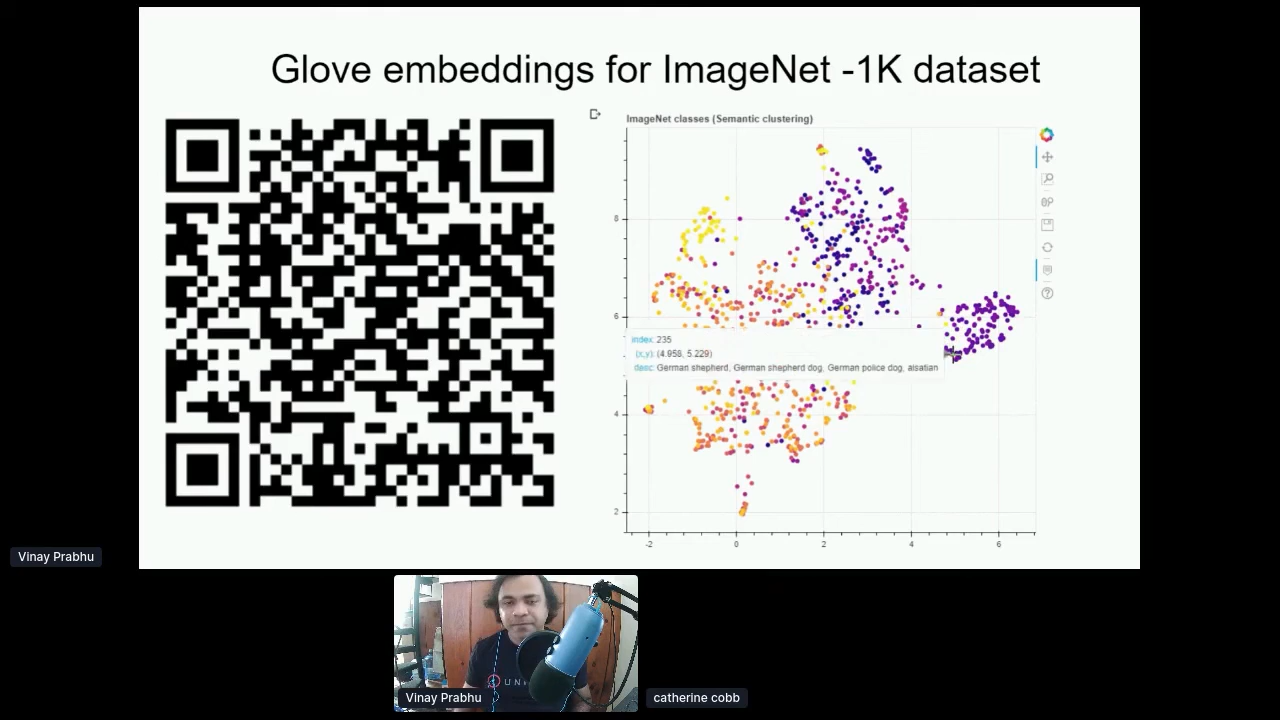 Glove embeddings for ImageNet -1K dataset
ImageNet classes (Semantic clustering)
8
6
index: 235
(x,y): (4.958, 5.229)
desc: German shepherd, German shepherd dog, German police dog, alsatian
4
2
-2 0 2 4 6
Vinay Prabhu
UN
Vinay Prabhu
catherine cobb